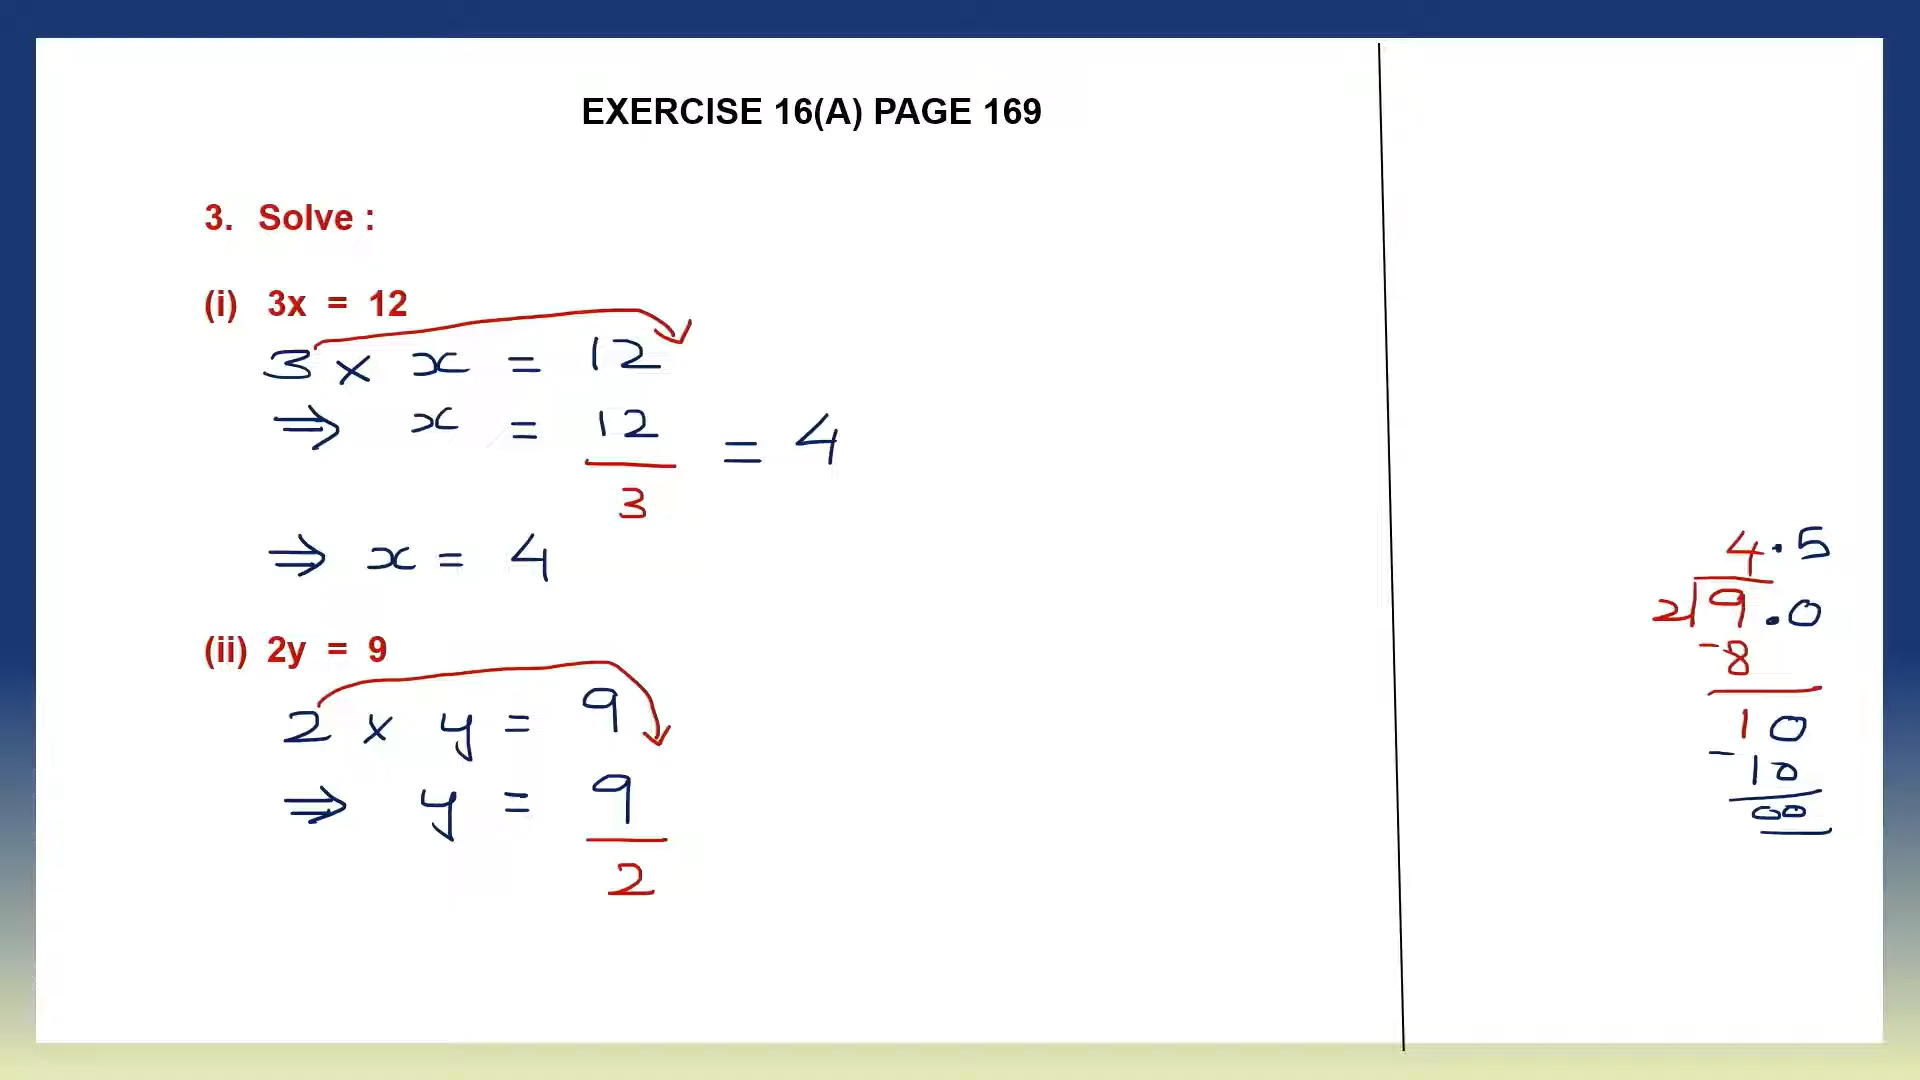 EXERCISE 16(A) PAGE 169
3. Solve :
(i) 3x = 12
3 × x = 12
⇒ x = 12/3 = 4
⇒ x = 4
(ii) 2y = 9
2 × y = 9
⇒ y = 9/2
4.5
2 9.0
-8
10
-10
00